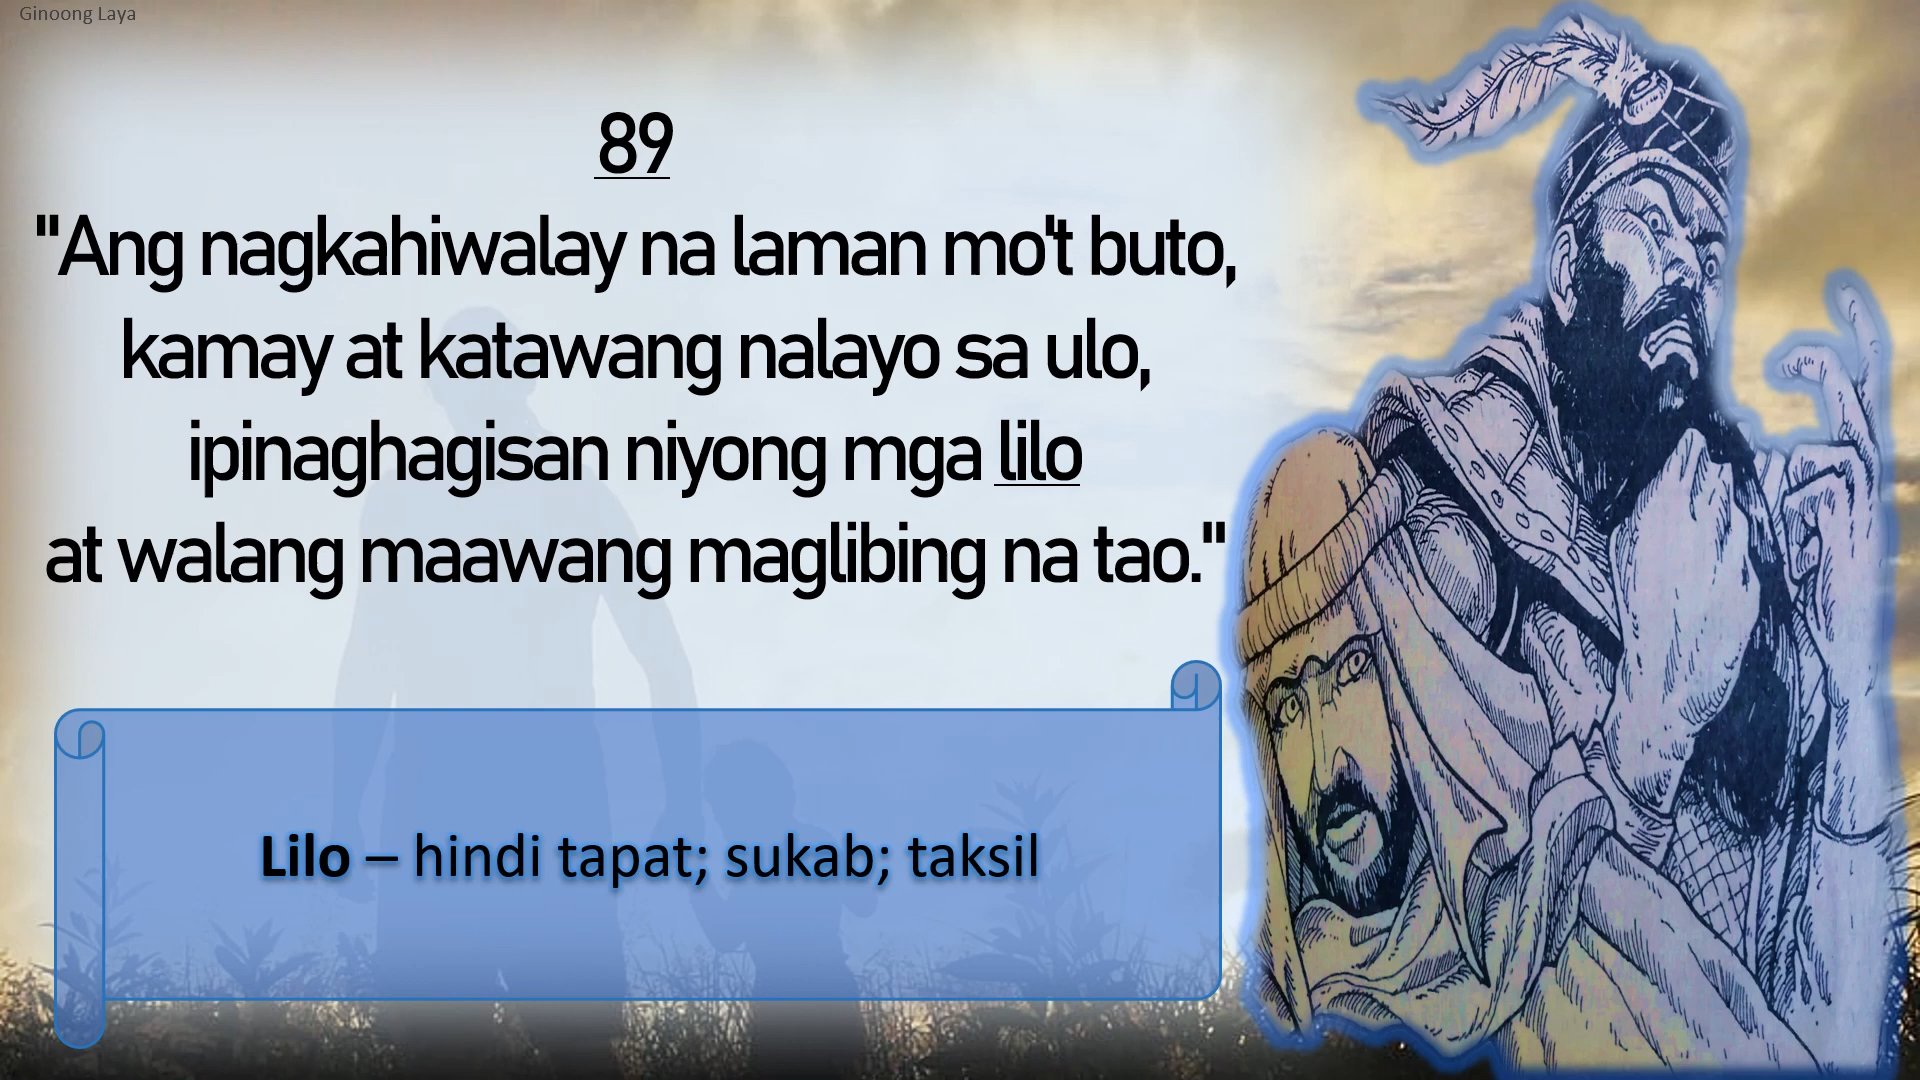 Ginoong Laya
89
"Ang nagkahiwalay na laman mo't buto,
kamay at katawang nalayo sa ulo,
ipinaghagisan niyong mga lilo
at walang maawang maglibing na tao."
Lilo – hindi tapat; sukab; taksil